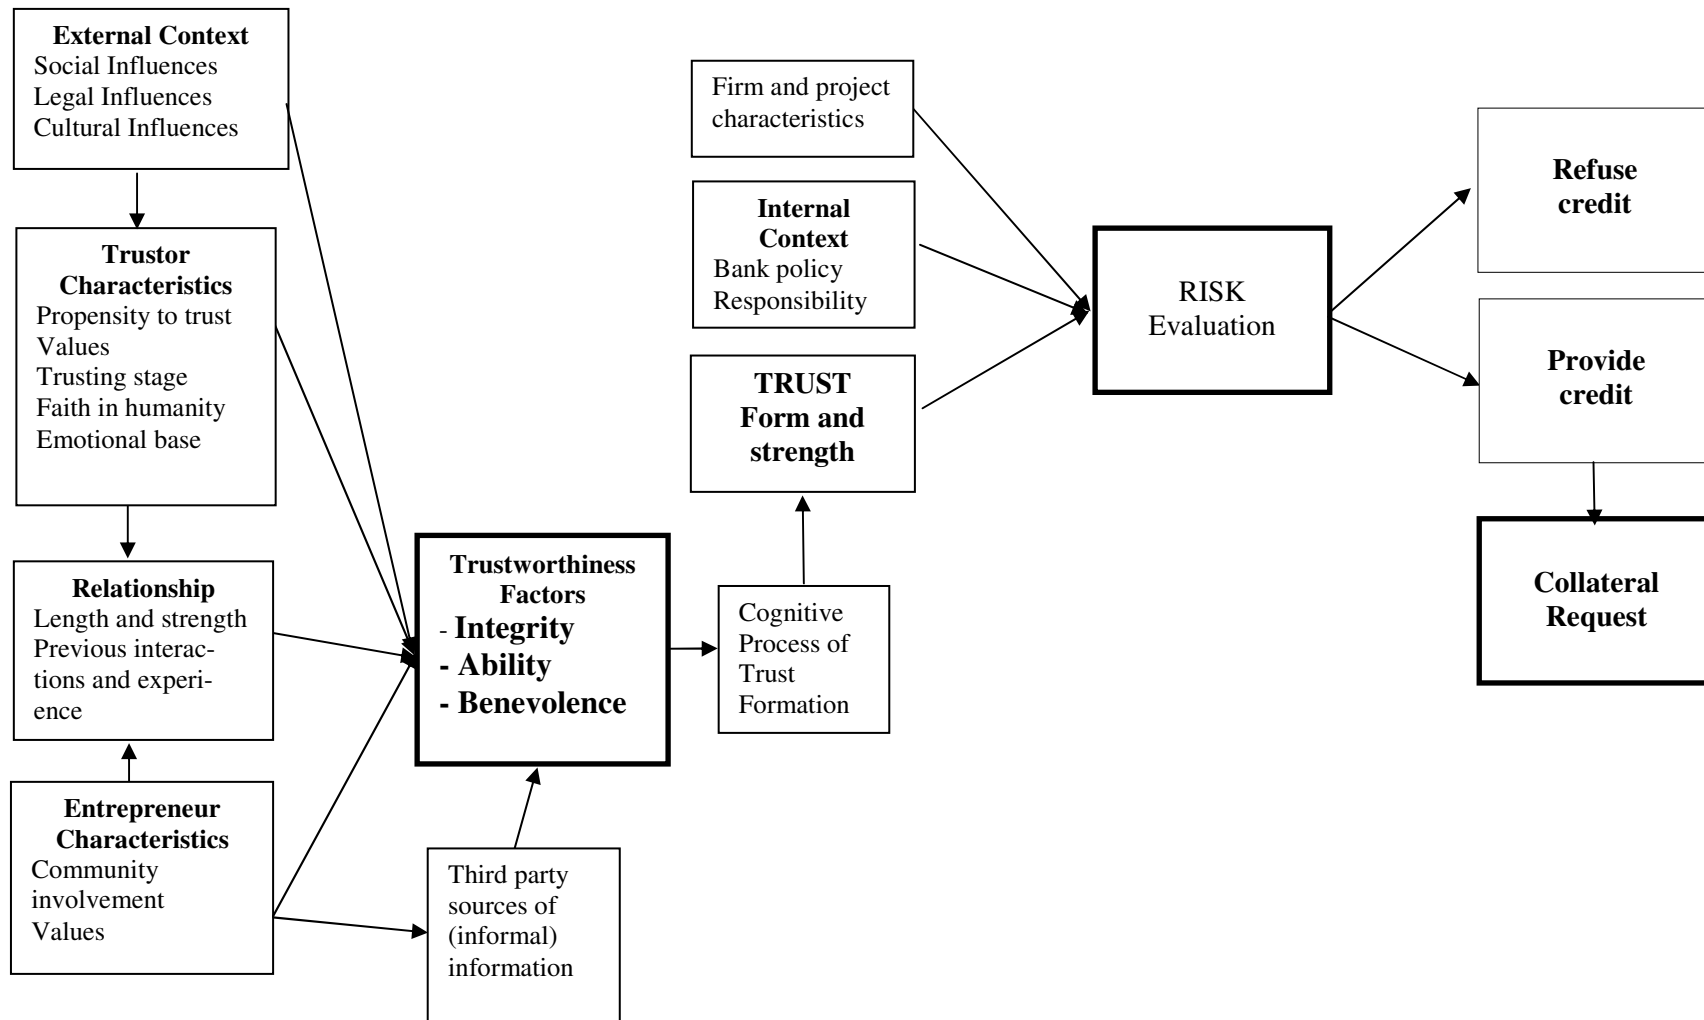 External Context
Social Influences
Legal Influences
Cultural Influences
Trustor
Characteristics
Propensity to trust
Values
Trusting stage
Faith in humanity
Emotional base
Relationship
Length and strength
Previous interac-
tions and experi-
ence
Entrepreneur
Characteristics
Community
involvement
Values
Trustworthiness
Factors
- Integrity
- Ability
- Benevolence
Third party
sources of
(informal)
information
Cognitive
Process of
Trust
Formation
Firm and project
characteristics
Internal
Context
Bank policy
Responsibility
TRUST
Form and
strength
RISK
Evaluation
Refuse
credit
Provide
credit
Collateral
Request